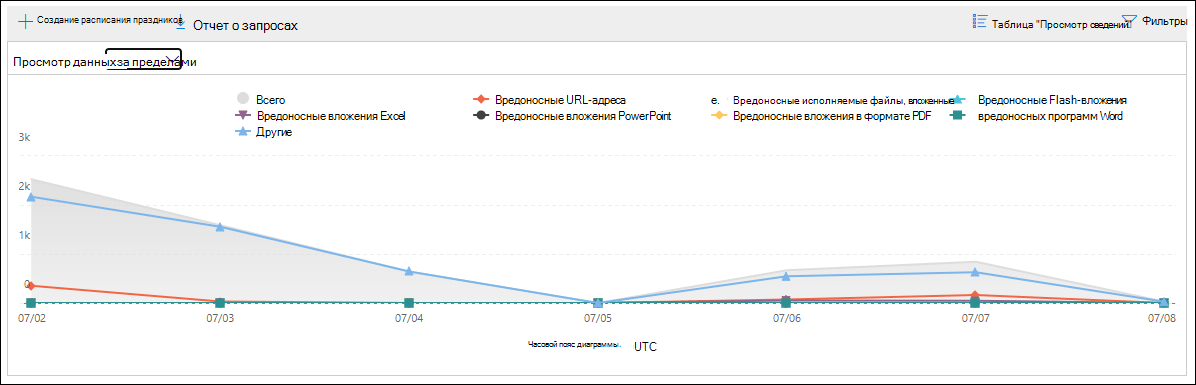 Создание расписания праздников Отчет о запросах Таблица "Просмотр сведений" Фильтры
Просмотр данных за пределами
Всего Вредоносные URL-адреса е. Вредоносные исполняемые файлы, вложенные Вредоносные Flash-вложения
Вредоносные вложения Excel Вредоносные вложения PowerPoint Вредоносные вложения в формате PDF вредоносных программ Word
Другие
3k
2k
1k
0
07/02 07/03 07/04 07/05 07/06 07/07 07/08
Часовой пояс диаграммы. UTC